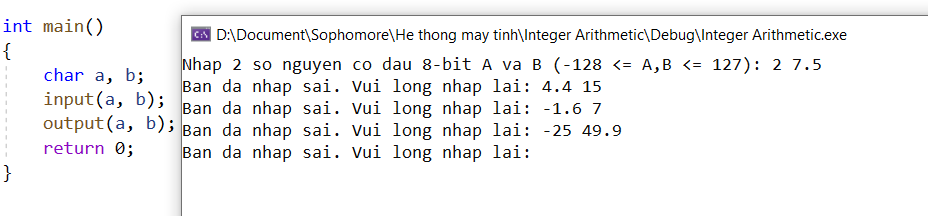 int main()
{
char a, b;
input(a, b);
output(a, b);
return 0;
}
C:\ D:\Document\Sophomore\He thong may tinh\Integer Arithmetic\Debug\Integer Arithmetic.exe
Nhap 2 so nguyen co dau 8-bit A va B (-128 <= A,B <= 127): 2 7.5
Ban da nhap sai. Vui long nhap lai: 4.4 15
Ban da nhap sai. Vui long nhap lai: -1.6 7
Ban da nhap sai. Vui long nhap lai: -25 49.9
Ban da nhap sai. Vui long nhap lai: